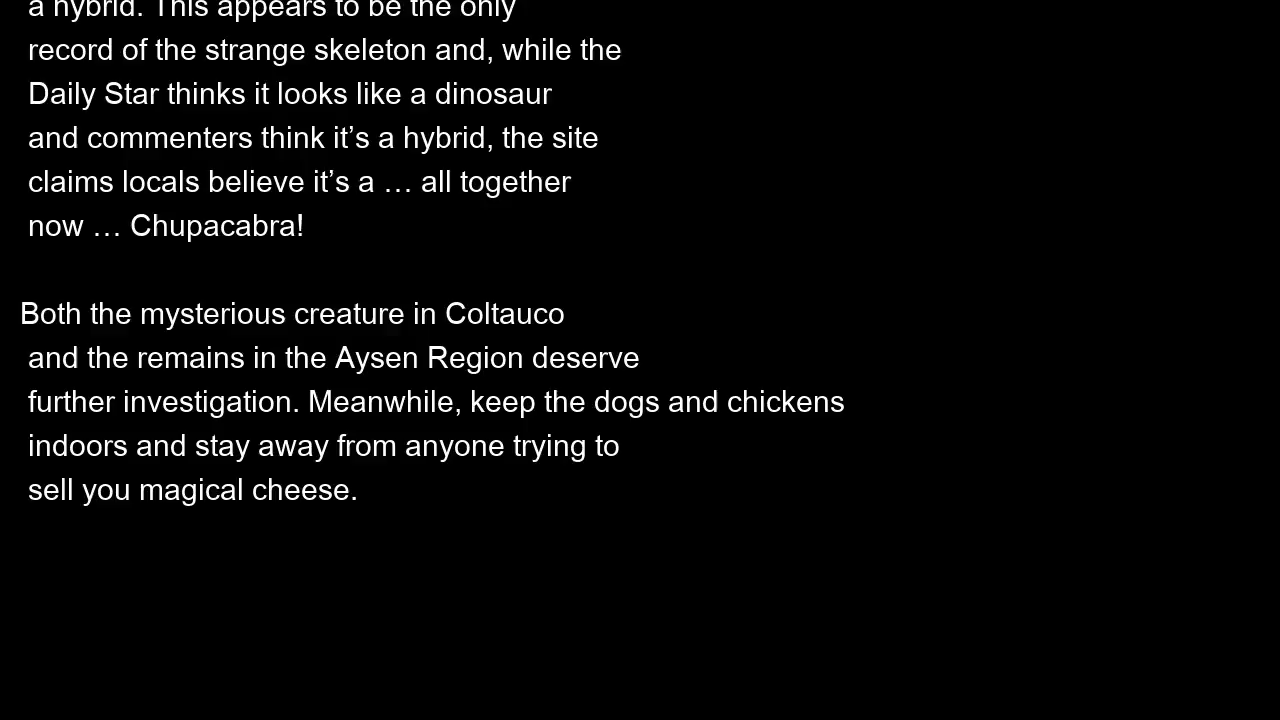 a hybrid. This appears to be the only
record of the strange skeleton and, while the
Daily Star thinks it looks like a dinosaur
and commenters think it’s a hybrid, the site
claims locals believe it’s a … all together
now … Chupacabra!
Both the mysterious creature in Coltauco
and the remains in the Aysen Region deserve
further investigation. Meanwhile, keep the dogs and chickens
indoors and stay away from anyone trying to
sell you magical cheese.